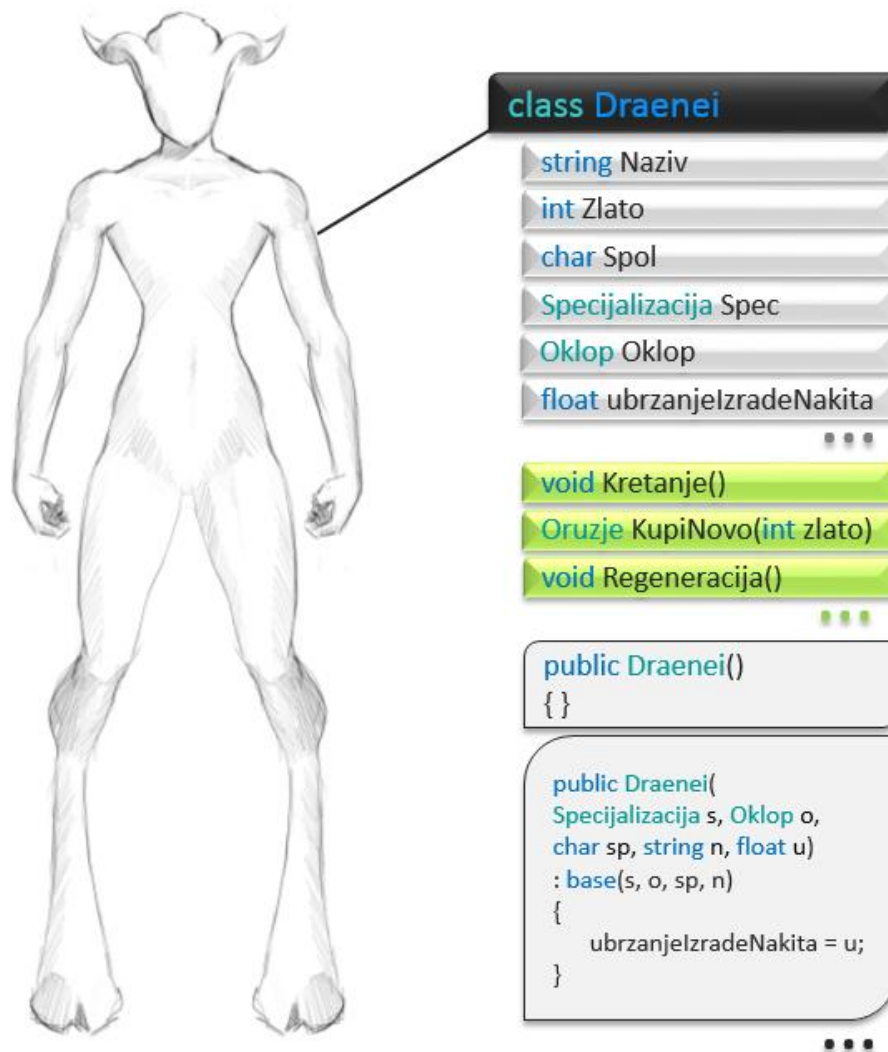 class Draenei
string Naziv
int Zlato
char Spol
Specijalizacija Spec
Oklop Oklop
float ubrzanjeIzradeNakita
...
void Kretanje()
Oruzje KupiNovo(int zlato)
void Regeneracija()
...
public Draenei()
{ }
public Draenei(
Specijalizacija s, Oklop o,
char sp, string n, float u)
: base(s, o, sp, n)
{
ubrzanjeIzradeNakita = u;
}
...